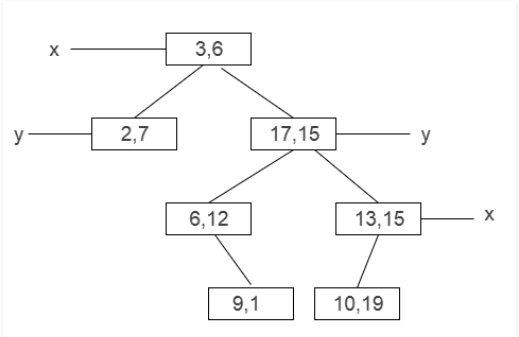 x 3,6
y 2,7 17,15 y
6,12 13,15 x
9,1 10,19